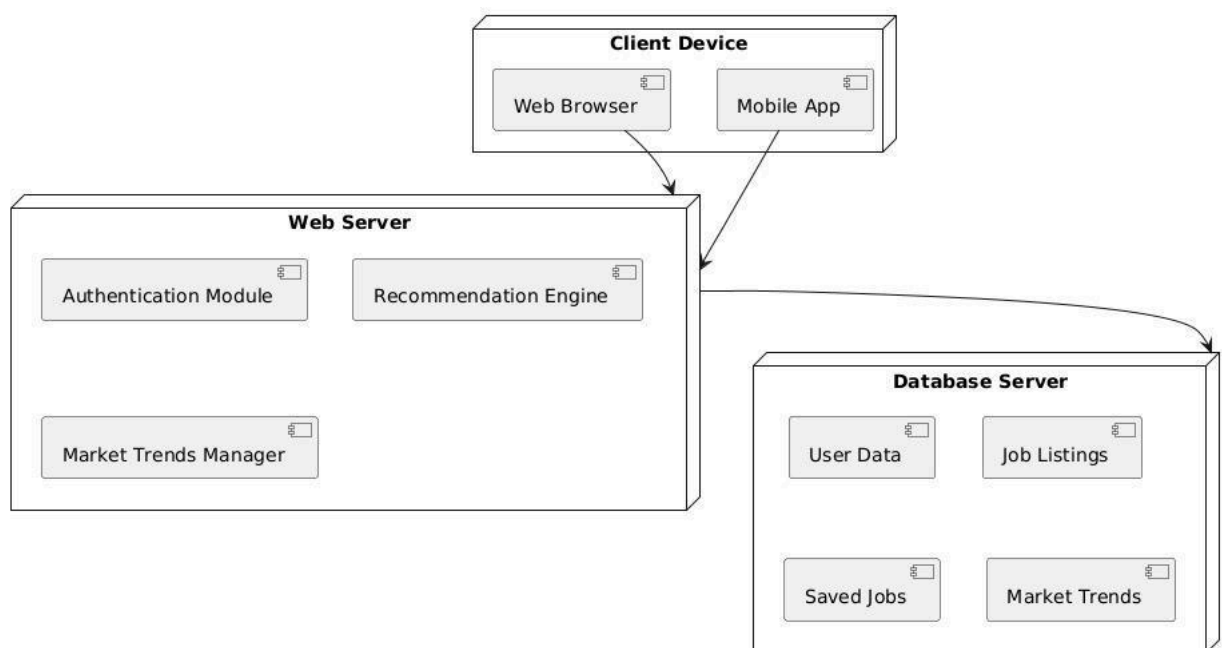 Client Device
Web Browser
Mobile App
Web Server
Authentication Module
Recommendation Engine
Market Trends Manager
Database Server
User Data
Job Listings
Saved Jobs
Market Trends